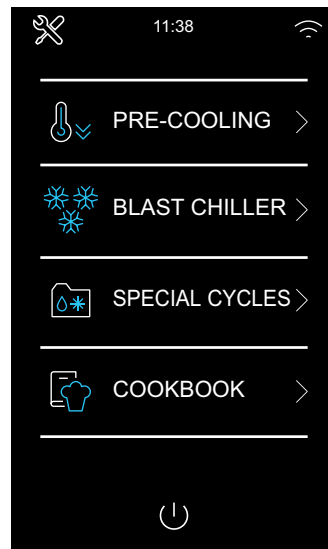 11:38
PRE-COOLING
BLAST CHILLER
SPECIAL CYCLES
COOKBOOK